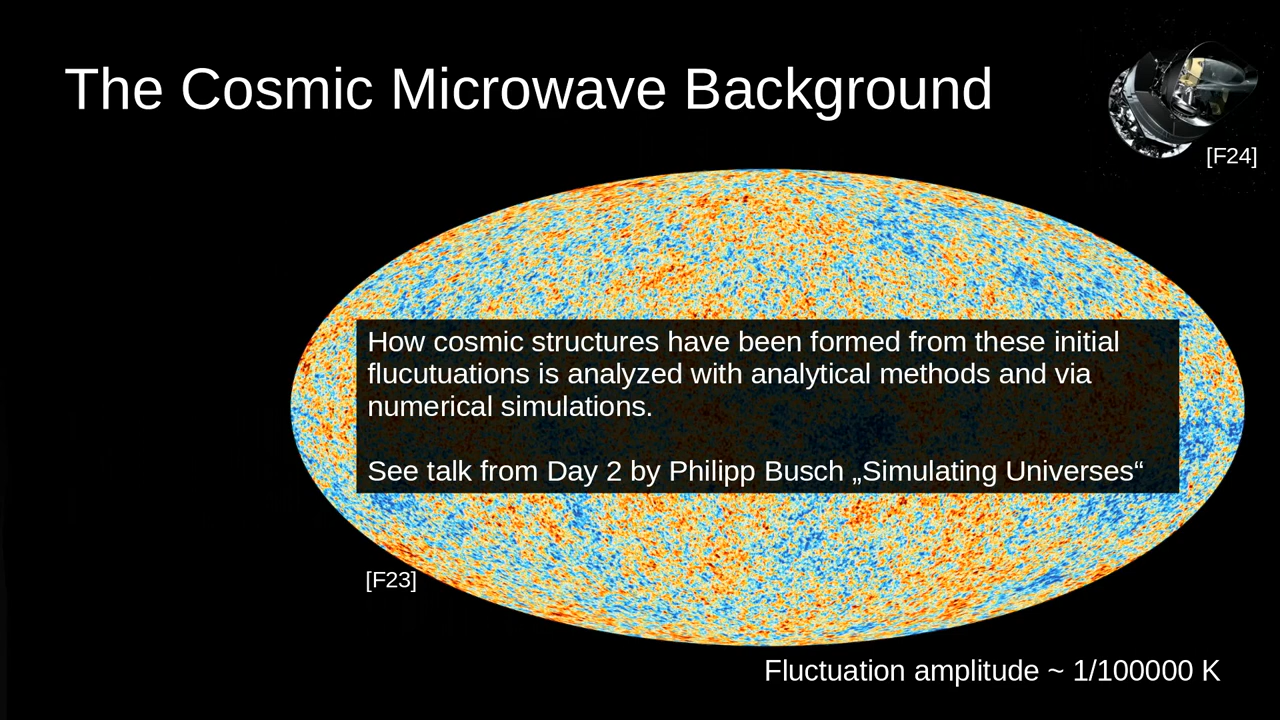 The Cosmic Microwave Background
[F24]
How cosmic structures have been formed from these initial
flucutuations is analyzed with analytical methods and via
numerical simulations.
See talk from Day 2 by Philipp Busch „Simulating Universes“
[F23]
Fluctuation amplitude ~ 1/100000 K